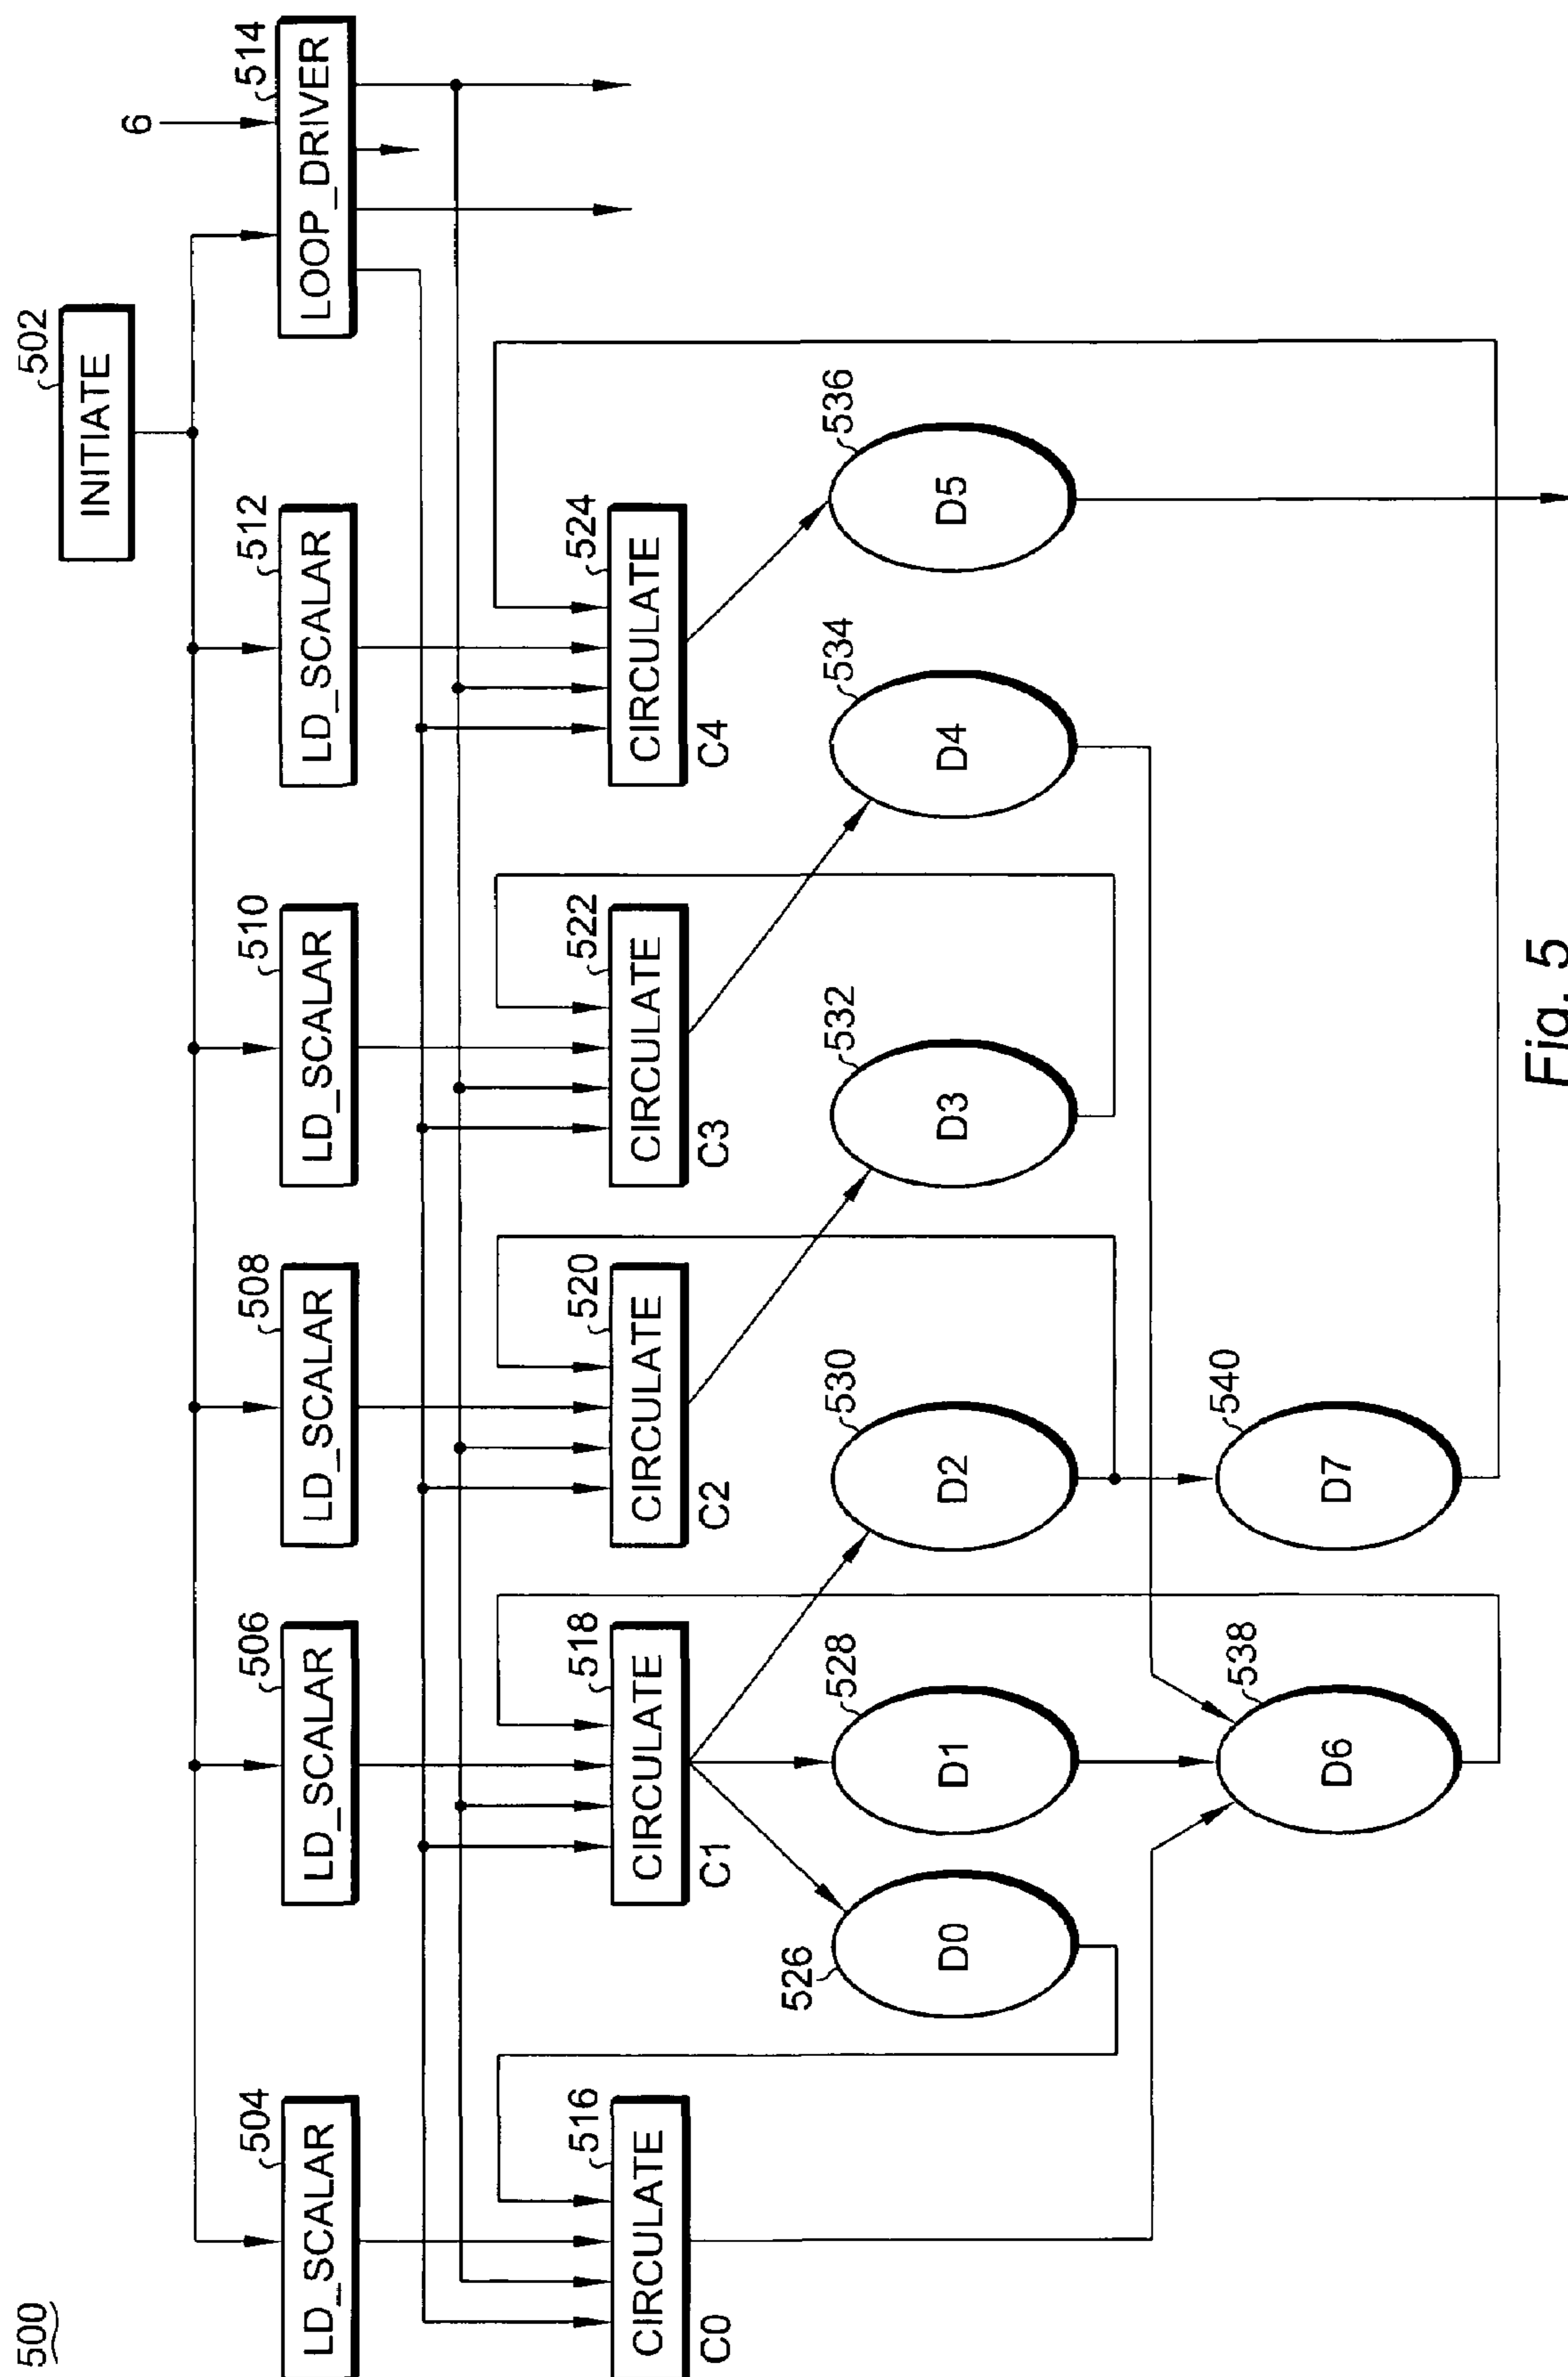 500
INITIATE
502
LD_SCALAR
504
LD_SCALAR
506
LD_SCALAR
508
LD_SCALAR
510
LD_SCALAR
512
6
LOOP_DRIVER
514
CIRCULATE
516
C0
CIRCULATE
518
C1
CIRCULATE
520
C2
CIRCULATE
522
C3
CIRCULATE
524
C4
526
D0
528
D1
530
D2
532
D3
534
D4
536
D5
538
D6
540
D7
Fig. 5